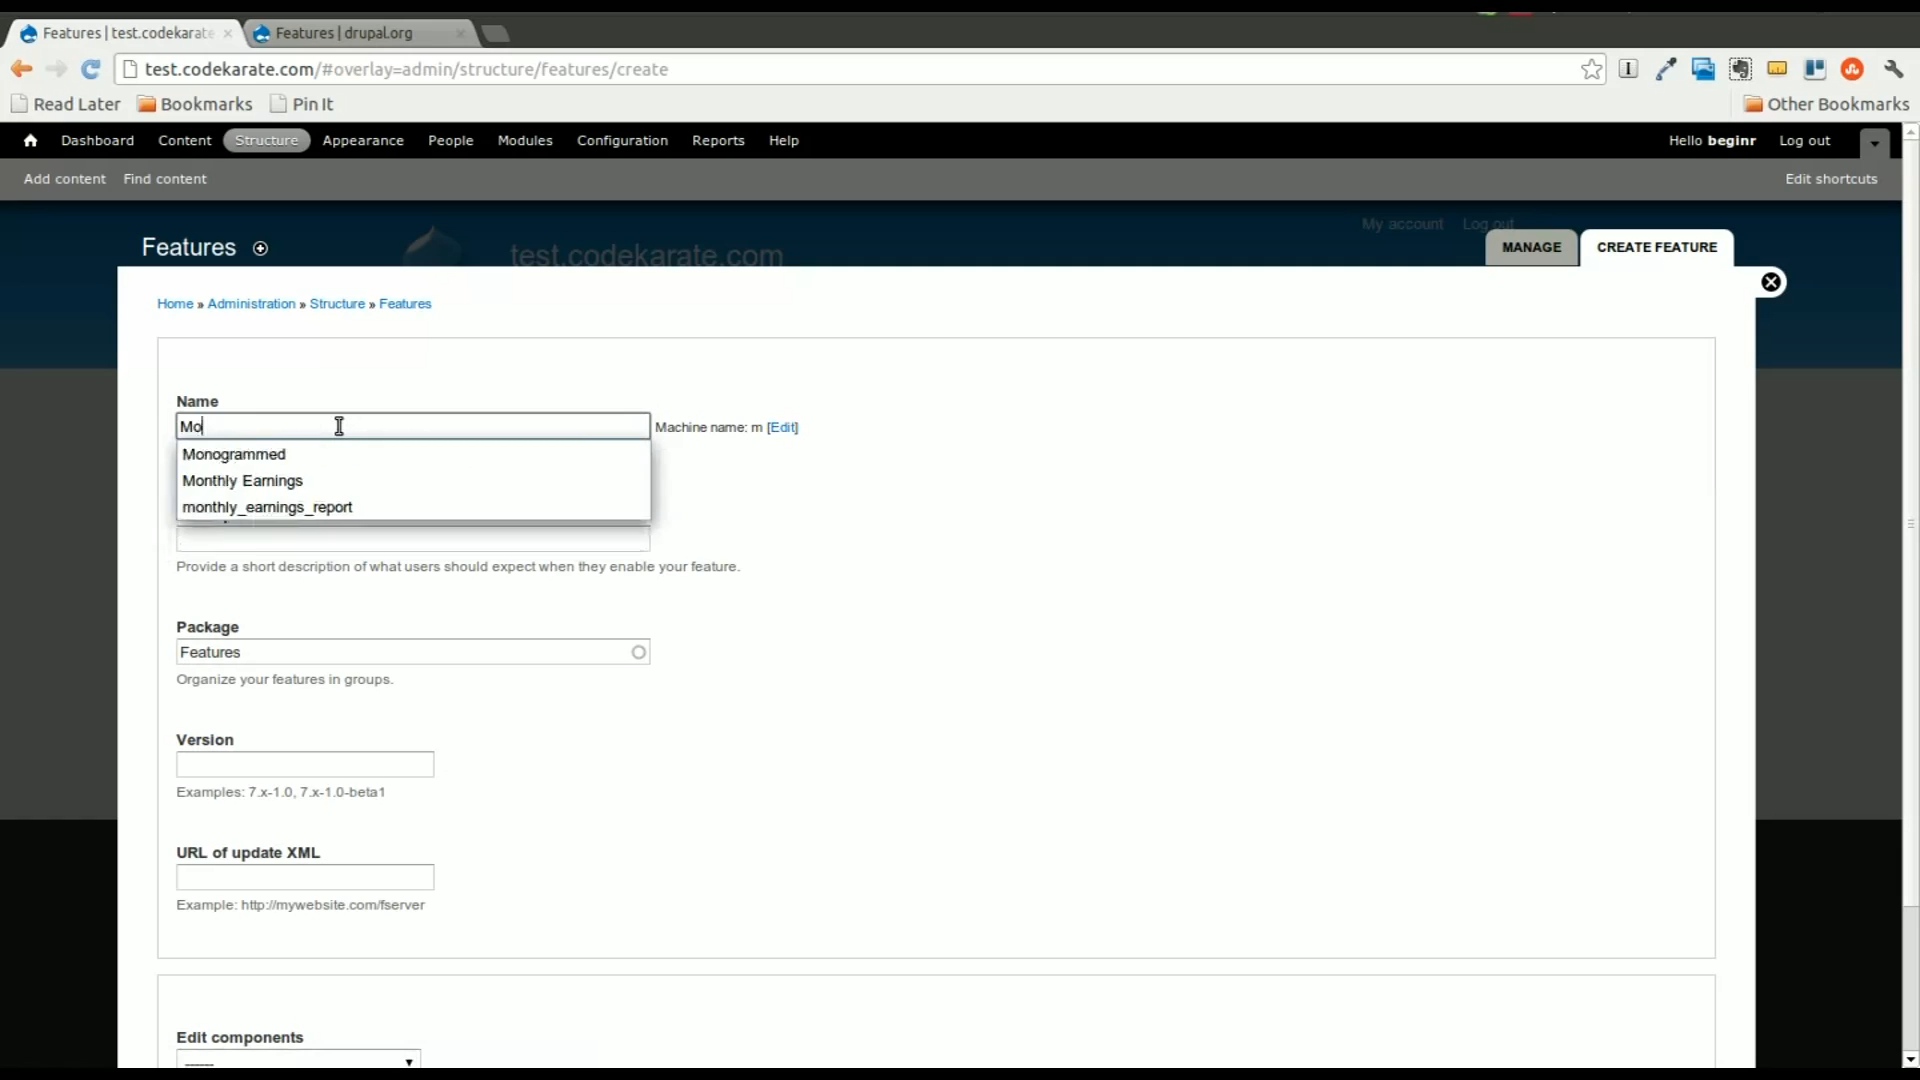 Features | test.codekarate
Features | drupal.org
test.codekarate.com/#overlay=admin/structure/features/create
Read Later Bookmarks Pin It Other Bookmarks
Dashboard Content Structure Appearance People Modules Configuration Reports Help Hello beginr Log out
Add content Find content Edit shortcuts
My account Log out
Features
test.codekarate.com
MANAGE CREATE FEATURE
Home » Administration » Structure » Features
Name
Mo
Machine name: m [Edit]
Monogrammed
Monthly Earnings
monthly_earnings_report
Provide a short description of what users should expect when they enable your feature.
Package
Features
Organize your features in groups.
Version
Examples: 7.x-1.0, 7.x-1.0-beta1
URL of update XML
Example: http://mywebsite.com/fserver
Edit components